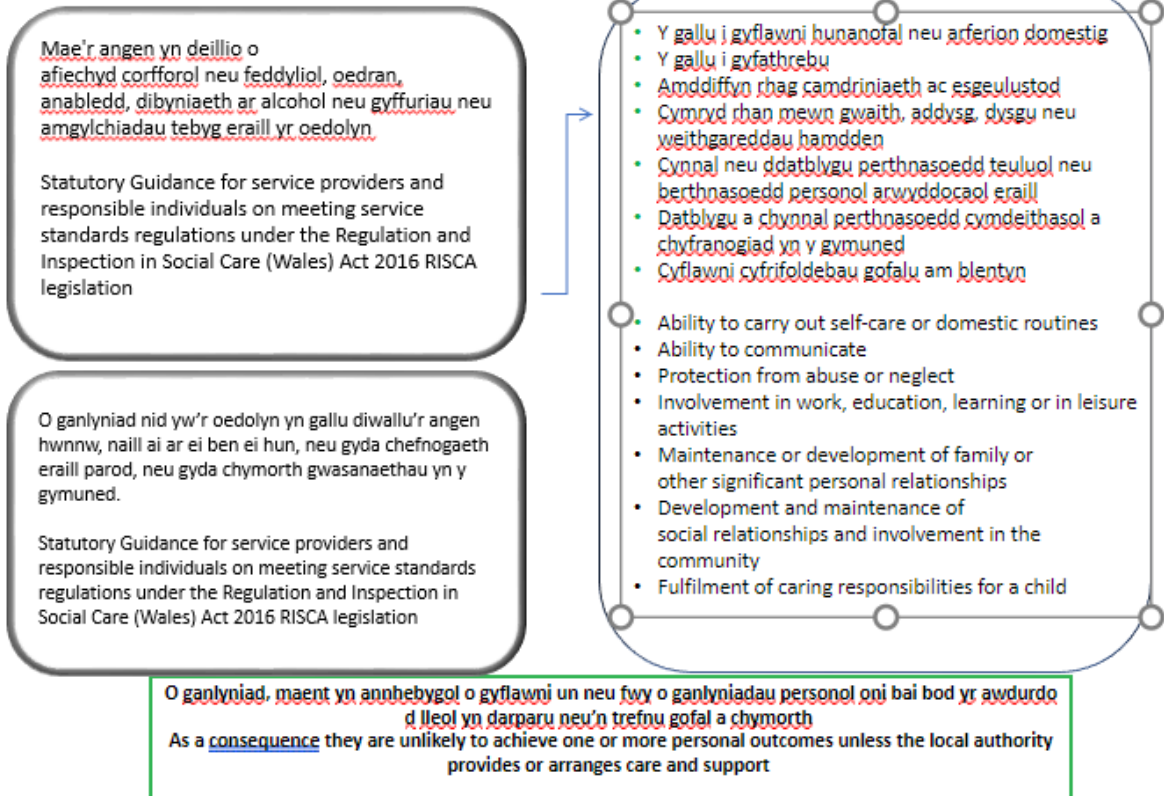 Mae'r angen yn deillio o
afiechyd corfforol neu feddyliol, oedran,
anabledd, dibyniaeth ar alcohol neu gyffuriau neu
amgylchiadau tebyg eraill yr oedolyn
Statutory Guidance for service providers and
responsible individuals on meeting service
standards regulations under the Regulation and
Inspection in Social Care (Wales) Act 2016 RISCA
legislation
O ganlyniad nid yw'r oedolyn yn gallu diwallu'r angen
hwnnw, naill ai ar ei ben ei hun, neu gyda chefnogaeth
eraill parod, neu gyda chymorth gwasanaethau yn y
gymuned.
Statutory Guidance for service providers and
responsible individuals on meeting service standards
regulations under the Regulation and Inspection in
Social Care (Wales) Act 2016 RISCA legislation
• Y gallu i gyflawni hunanofal neu arferion domestig
• Y gallu i gyfathrebu
• Amddiffyn rhag camdriniaeth ac esgeulustod
• Cymryd rhan mewn gwaith, addysg, dysgu neu
weithgareddau hamdden
• Cynnal neu ddatblygu perthnasoedd teuluol neu
berthnasoedd personol arwyddocaol eraill
• Datblygu a chynnal perthnasoedd cymdeithasol a
chyfranogiad yn y gymuned
• Cyflawni cyfrifoldebau gofalu am blentyn
• Ability to carry out self-care or domestic routines
• Ability to communicate
• Protection from abuse or neglect
• Involvement in work, education, learning or in leisure
activities
• Maintenance or development of family or
other significant personal relationships
• Development and maintenance of
social relationships and involvement in the
community
• Fulfilment of caring responsibilities for a child
O ganlyniad, maent yn annhebygol o gyflawni un neu fwy o ganlyniadau personol oni bai bod yr awdurdo
d lleol yn darparu neu'n trefnu gofal a chymorth
As a consequence they are unlikely to achieve one or more personal outcomes unless the local authority
provides or arranges care and support